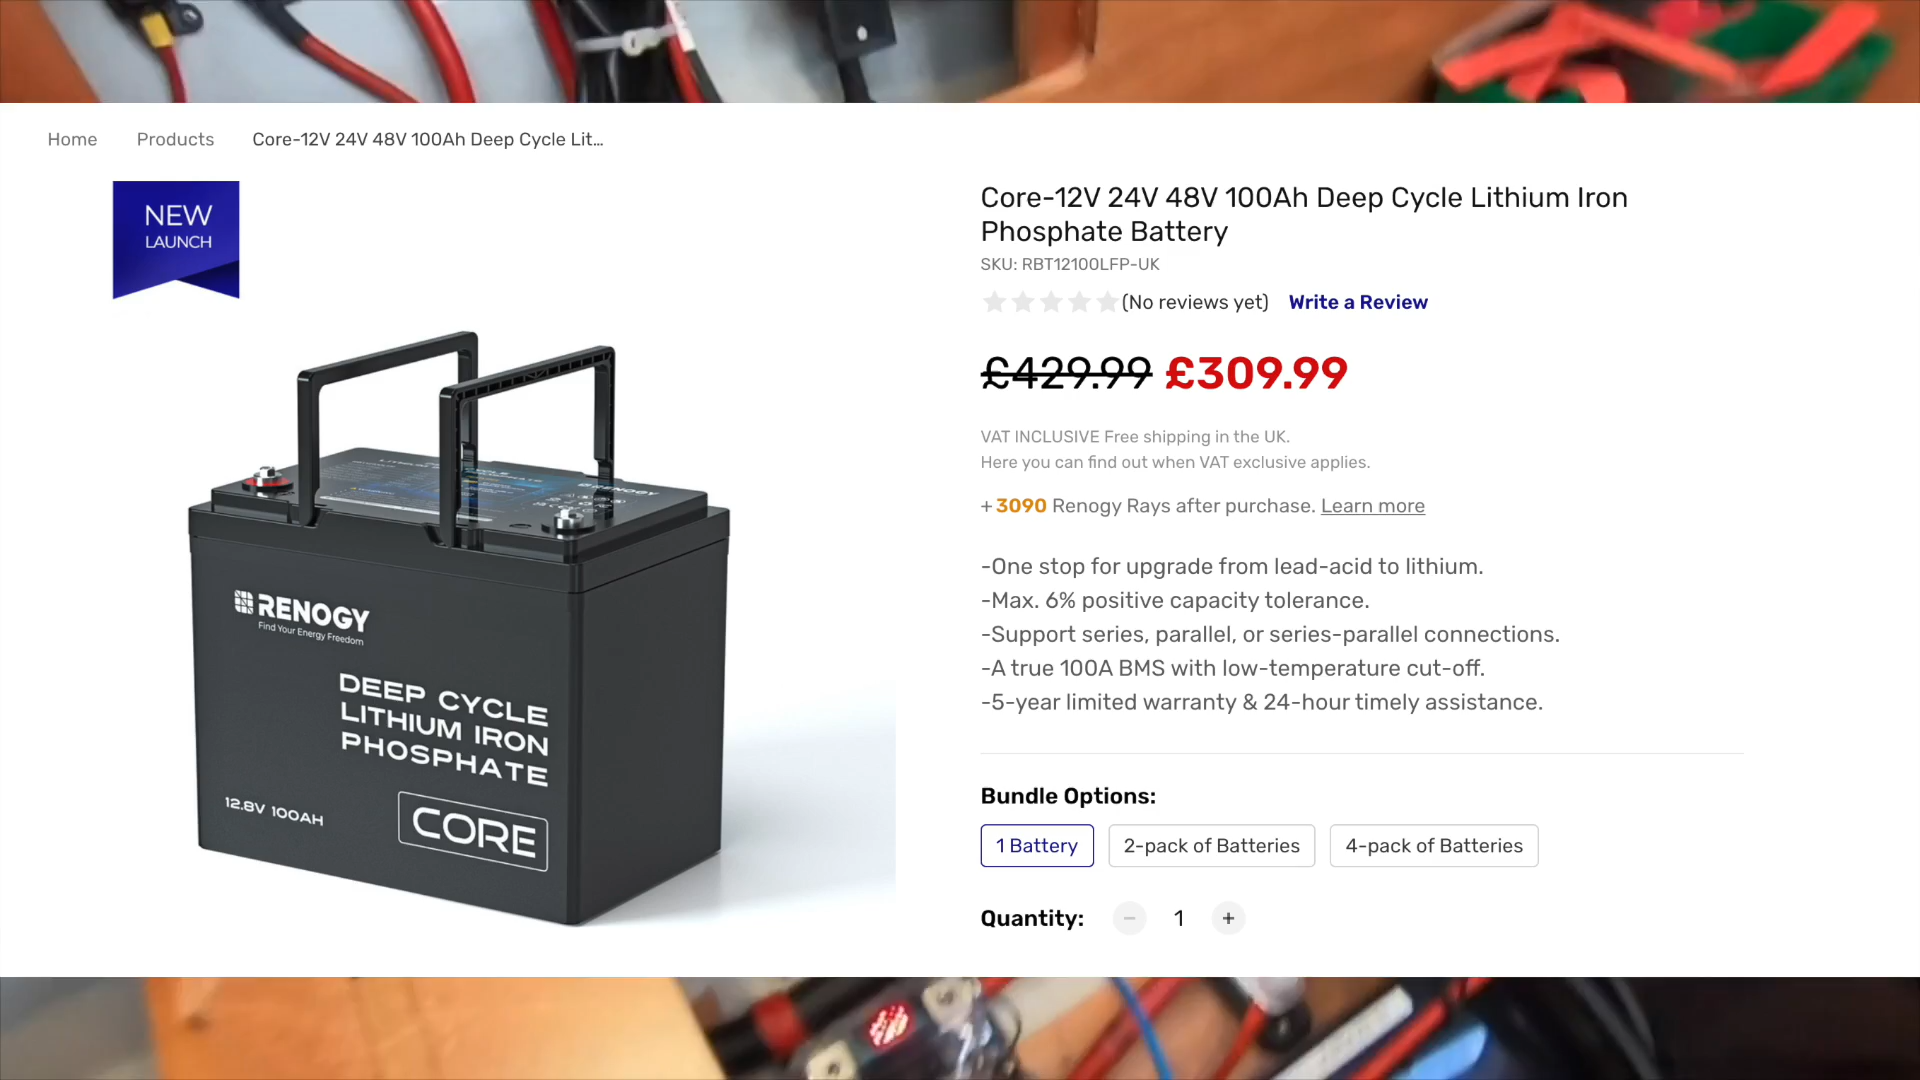 Home
Products
Core-12V 24V 48V 100Ah Deep Cycle Lit...
NEW
LAUNCH
RENOGY
RENOGY
Find Your Energy Freedom
DEEP CYCLE
LITHIUM IRON
PHOSPHATE
12.8V 100AH
CORE
Core-12V 24V 48V 100Ah Deep Cycle Lithium Iron
Phosphate Battery
SKU: RBT12100LFP-UK
(No reviews yet) Write a Review
£429.99 £309.99
VAT INCLUSIVE Free shipping in the UK.
Here you can find out when VAT exclusive applies.
+ 3090 Renogy Rays after purchase. Learn more
-One stop for upgrade from lead-acid to lithium.
-Max. 6% positive capacity tolerance.
-Support series, parallel, or series-parallel connections.
-A true 100A BMS with low-temperature cut-off.
-5-year limited warranty & 24-hour timely assistance.
Bundle Options:
1 Battery
2-pack of Batteries
4-pack of Batteries
Quantity: − 1 +